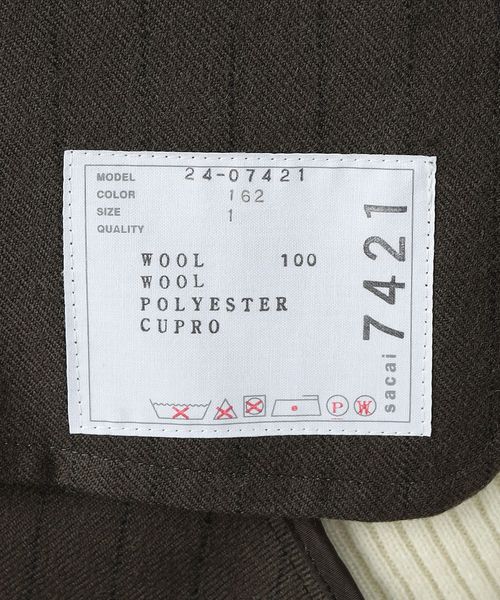 MODEL 24-07421
COLOR 162
SIZE 1
QUALITY
WOOL 100
WOOL
POLYESTER
CUPRO
P W
sacai 7421